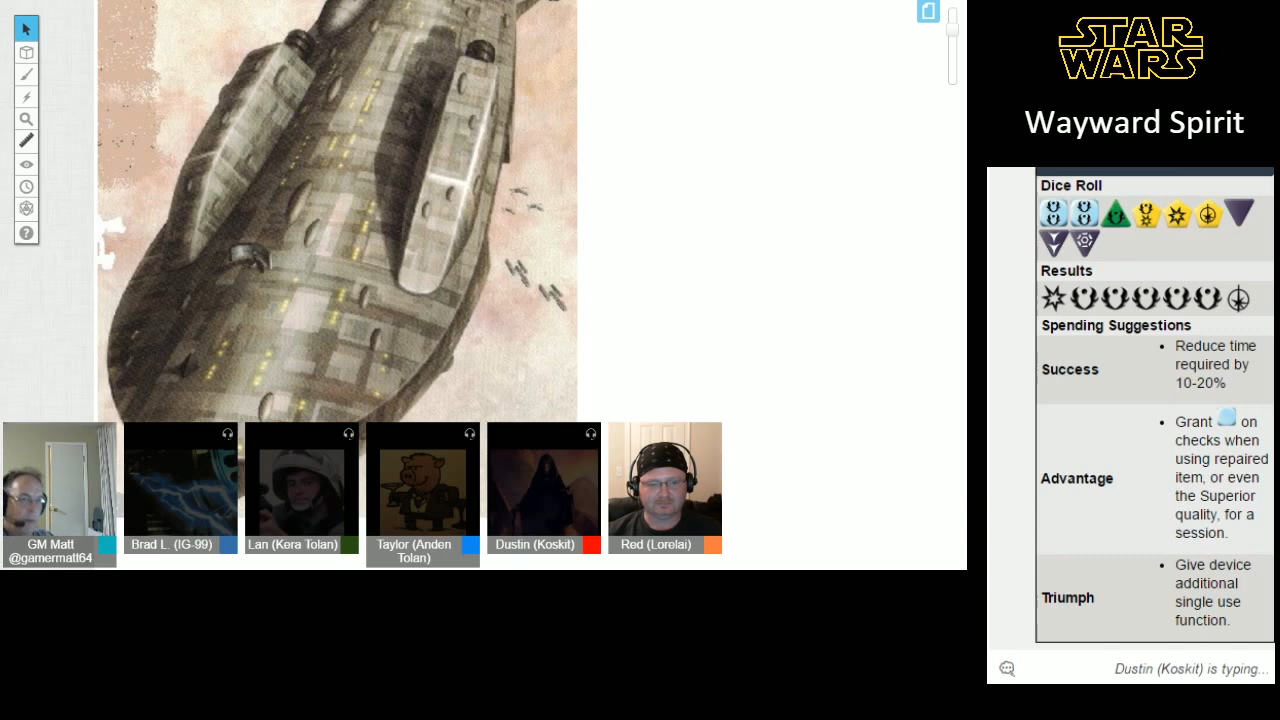 STAR
WARS
Wayward Spirit
Dice Roll
Results
Spending Suggestions
Success
• Reduce time
required by
10-20%
Advantage
• Grant on
checks when
using repaired
item, or even
the Superior
quality, for a
session.
Triumph
• Give device
additional
single use
function.
Dustin (Koskit) is typing...
GM Matt
@gamermatt64
Brad L. (IG-99)
Lan (Kera Tolan)
Taylor (Anden
Tolan)
Dustin (Koskit)
Red (Lorelai)